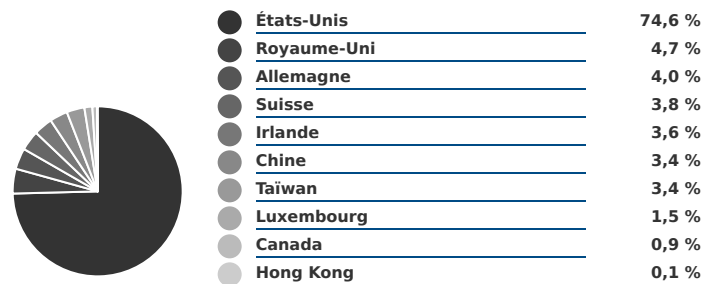 États-Unis 74,6 %
Royaume-Uni 4,7 %
Allemagne 4,0 %
Suisse 3,8 %
Irlande 3,6 %
Chine 3,4 %
Taïwan 3,4 %
Luxembourg 1,5 %
Canada 0,9 %
Hong Kong 0,1 %